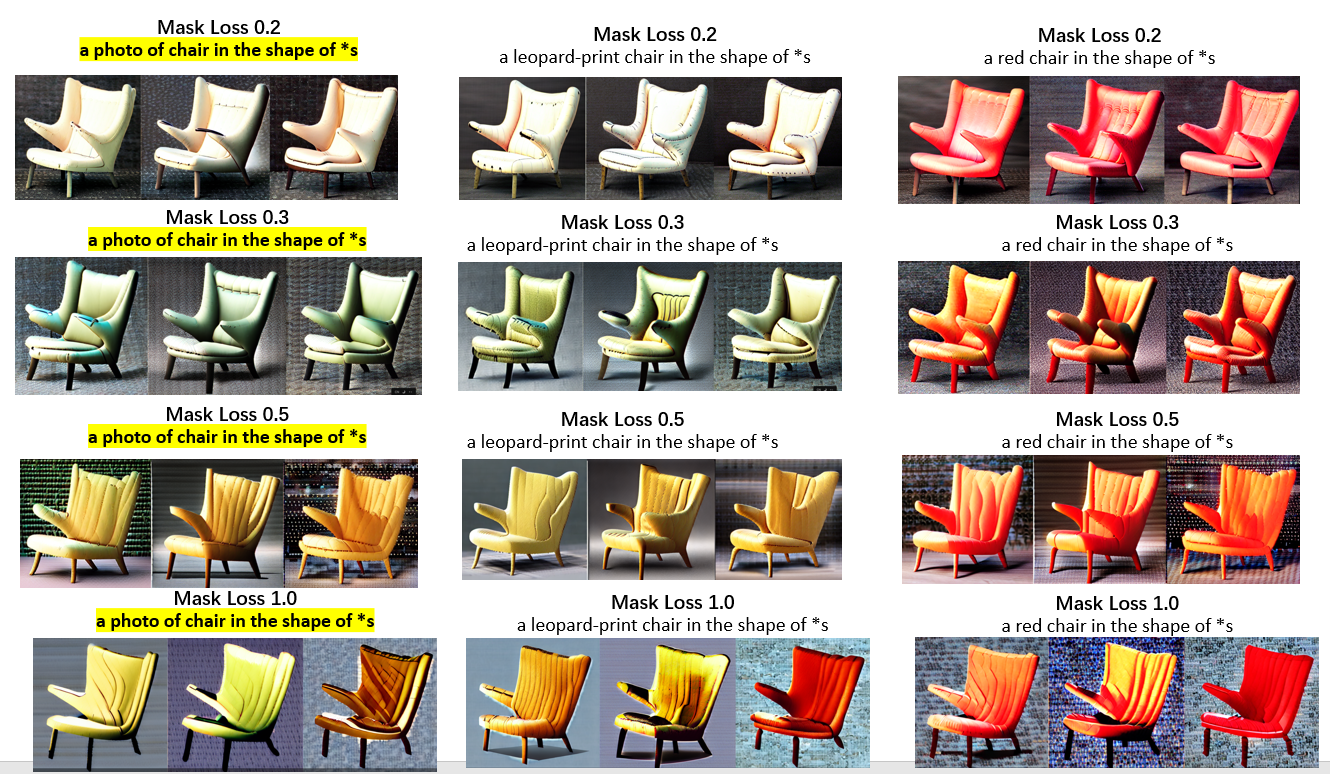 Mask Loss 0.2
a photo of chair in the shape of *s
Mask Loss 0.2
a leopard-print chair in the shape of *s
Mask Loss 0.2
a red chair in the shape of *s
Mask Loss 0.3
a photo of chair in the shape of *s
Mask Loss 0.3
a leopard-print chair in the shape of *s
Mask Loss 0.3
a red chair in the shape of *s
Mask Loss 0.5
a photo of chair in the shape of *s
Mask Loss 0.5
a leopard-print chair in the shape of *s
Mask Loss 0.5
a red chair in the shape of *s
Mask Loss 1.0
a photo of chair in the shape of *s
Mask Loss 1.0
a leopard-print chair in the shape of *s
Mask Loss 1.0
a red chair in the shape of *s